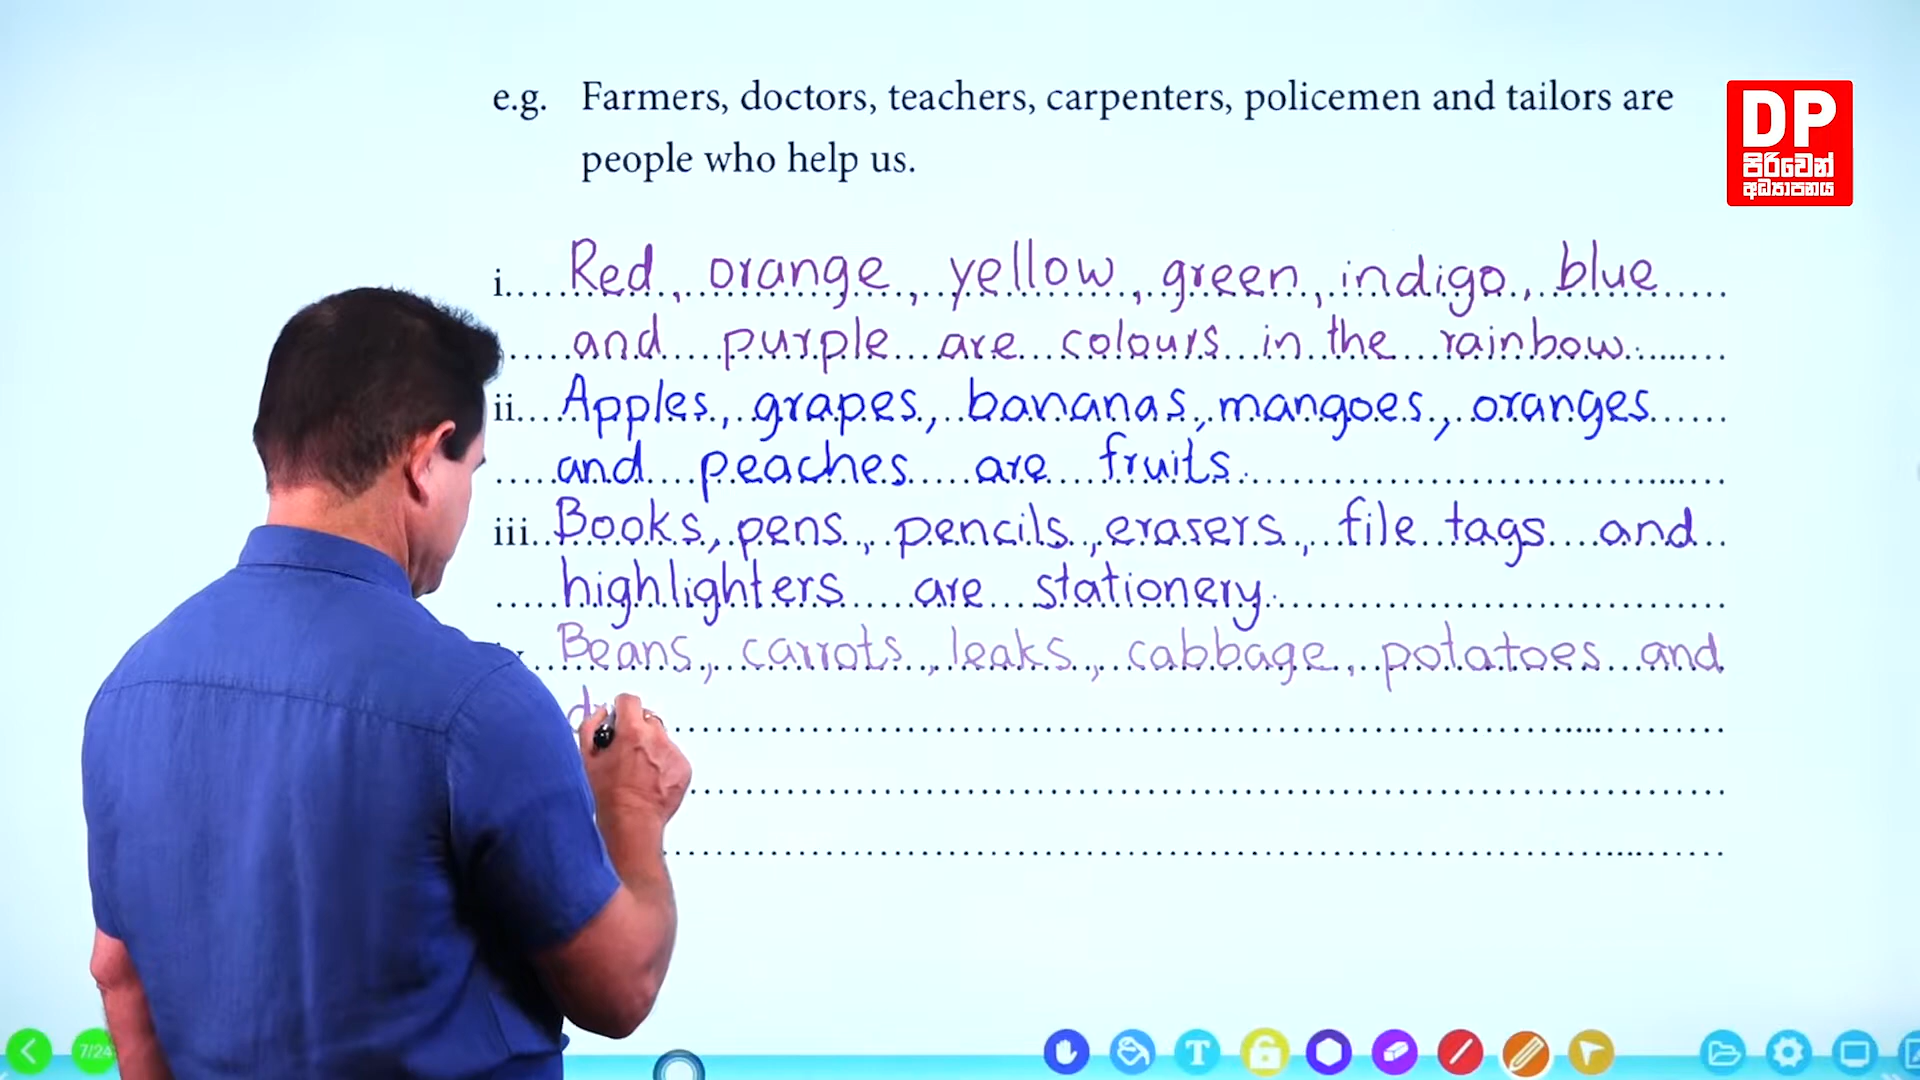 e.g. Farmers, doctors, teachers, carpenters, policemen and tailors are
people who help us.
DP
පිරිවෙන්
අධ්‍යාපනය
i. Red, orange, yellow, green, indigo, blue
and purple are colours in the rainbow.
ii. Apples, grapes, bananas, mangoes, oranges
and peaches are fruits.
iii. Books, pens, pencils, erasers, file tags and
highlighters are stationery.
Beans, carrots, leaks, cabbage, potatoes and
7/24
T